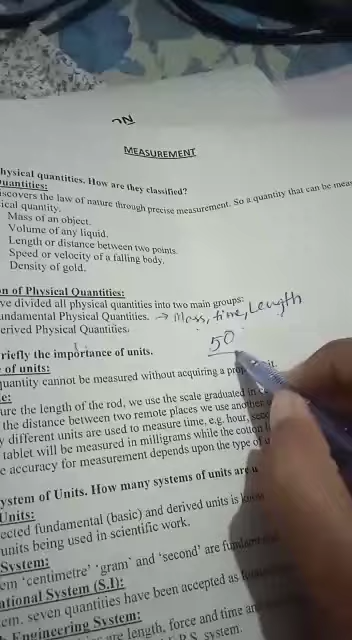 MEASUREMENT
hysical quantities. How are they classified?
Quantities:
iscovers the law of nature through precise measurement. So a quantity that can be mea
ical quantity.
Mass of an object.
Volume of any liquid.
Length or distance between two points.
Speed or velocity of a falling body.
Density of gold.
on of Physical Quantities:
ve divided all physical quantities into two main groups:
undamental Physical Quantities. → Mass, time, Length
erived Physical Quantities.
50
riefly the importance of units.
e of units:
quantity cannot be measured without acquiring a prop it.
le:
ure the length of the rod, we use the scale graduated in
the distance between two remote places we use another
y different units are used to measure time, e.g. hour,
tablet will be measured in milligrams while the cotton
e accuracy for measurement depends upon the type of
ystem of Units. How many systems of units are
Units:
ected fundamental (basic) and derived units is
units being used in scientific work.
System:
em 'centimetre' 'gram' and 'second' are
ational System (S.I):
em, seven quantities have been accepted as
h Engineering System:
are length, force and time an
system.